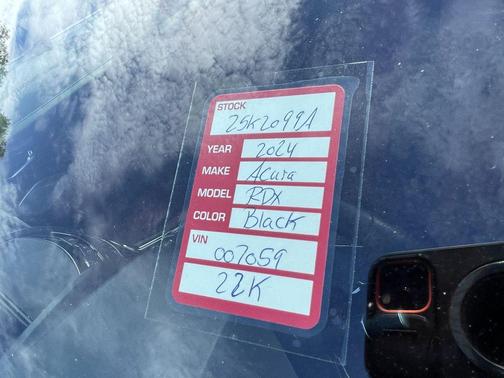 STOCK
25K2099A
YEAR 2024
MAKE Acura
MODEL RDX
COLOR Black
VIN
007059
22K